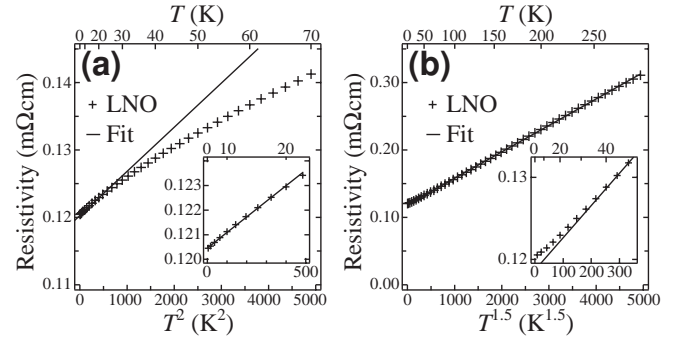 T (K)
0 20 30 40 50 60 70
(a)
+ LNO
— Fit
Resistivity (mΩcm)
0.14
0.13
0.12
0.11
0 10 20
0.123
0.122
0.121
0.120
0 500
0 1000 2000 3000 4000 5000
T² (K²)
T (K)
0 50 100 150 200 250
(b)
+ LNO
— Fit
Resistivity (mΩcm)
0.30
0.20
0.10
0.00
0 20 40
0.13
0.12
0 100 200 300
0 1000 2000 3000 4000 5000
T^1.5 (K^1.5)